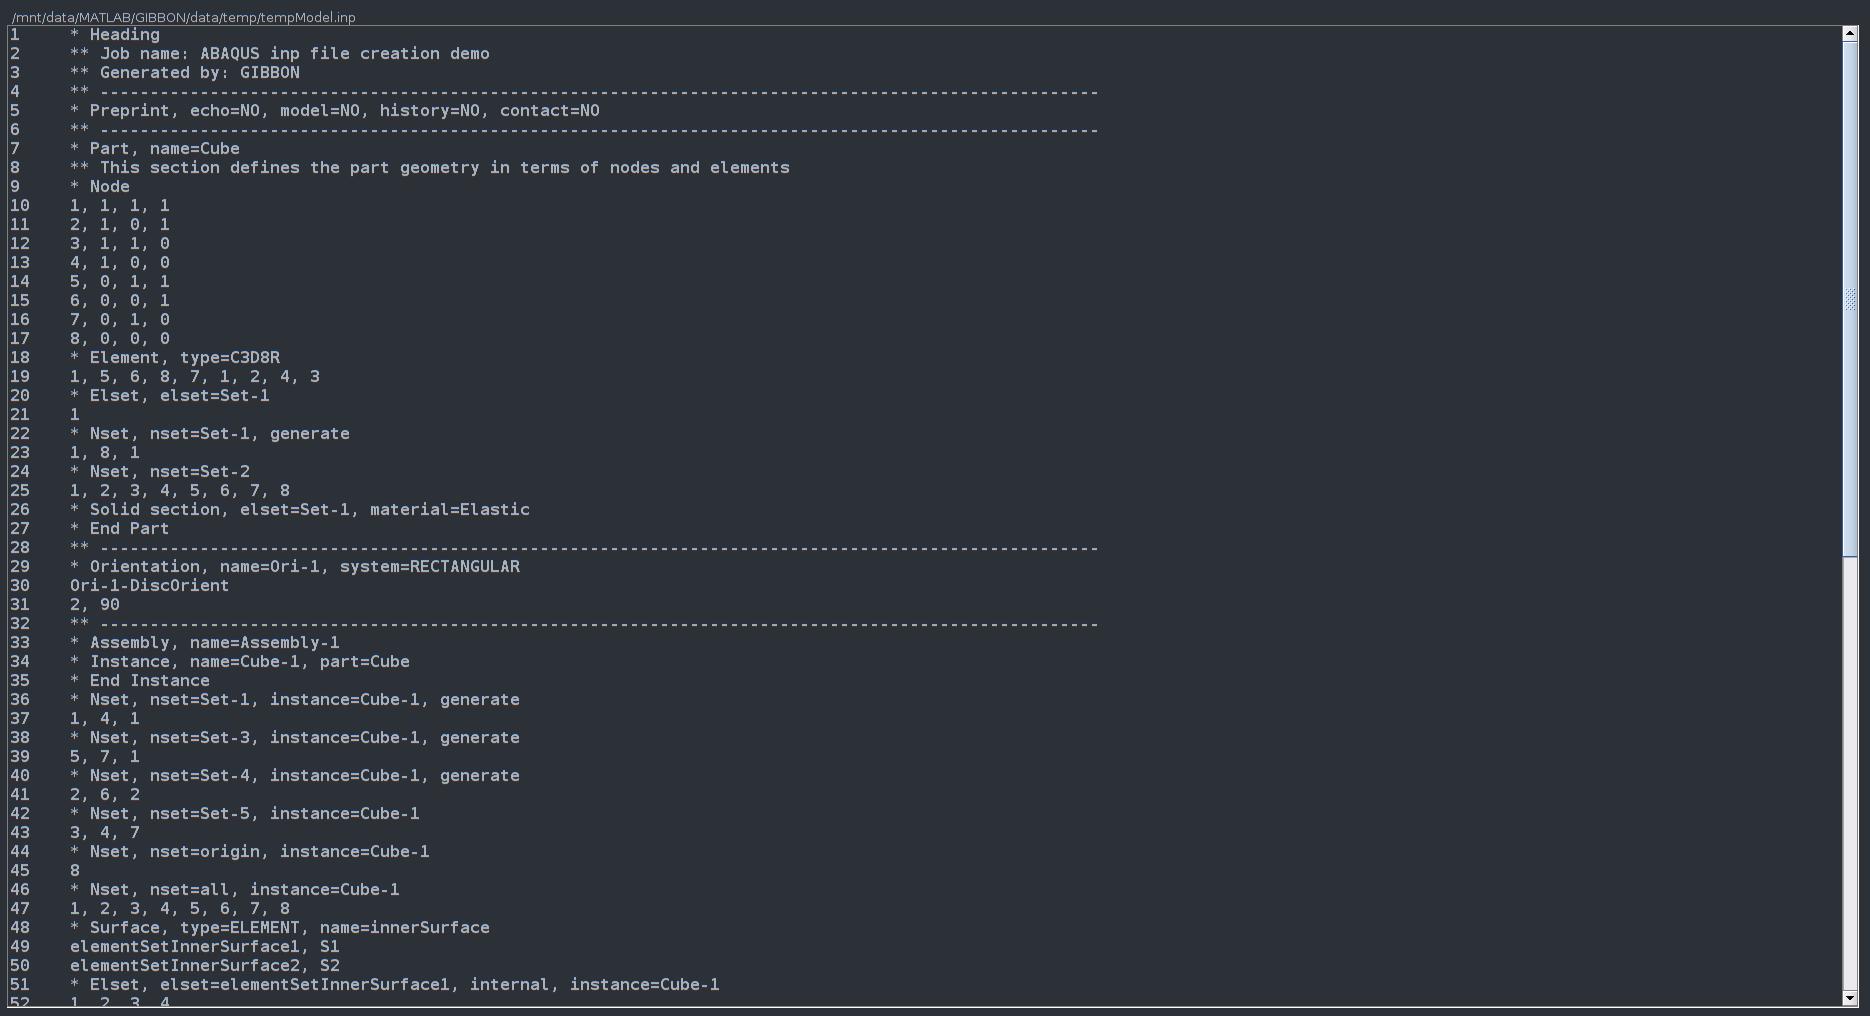 /mnt/data/MATLAB/GIBBON/data/temp/tempModel.inp
1 * Heading
2 ** Job name: ABAQUS inp file creation demo
3 ** Generated by: GIBBON
4 ** ----------------------------------------------------------------------------------------------------
5 * Preprint, echo=NO, model=NO, history=NO, contact=NO
6 ** ----------------------------------------------------------------------------------------------------
7 * Part, name=Cube
8 ** This section defines the part geometry in terms of nodes and elements
9 * Node
10 1, 1, 1, 1
11 2, 1, 0, 1
12 3, 1, 1, 0
13 4, 1, 0, 0
14 5, 0, 1, 1
15 6, 0, 0, 1
16 7, 0, 1, 0
17 8, 0, 0, 0
18 * Element, type=C3D8R
19 1, 5, 6, 8, 7, 1, 2, 4, 3
20 * Elset, elset=Set-1
21 1
22 * Nset, nset=Set-1, generate
23 1, 8, 1
24 * Nset, nset=Set-2
25 1, 2, 3, 4, 5, 6, 7, 8
26 * Solid section, elset=Set-1, material=Elastic
27 * End Part
28 ** ----------------------------------------------------------------------------------------------------
29 * Orientation, name=Ori-1, system=RECTANGULAR
30 Ori-1-DiscOrient
31 2, 90
32 ** ----------------------------------------------------------------------------------------------------
33 * Assembly, name=Assembly-1
34 * Instance, name=Cube-1, part=Cube
35 * End Instance
36 * Nset, nset=Set-1, instance=Cube-1, generate
37 1, 4, 1
38 * Nset, nset=Set-3, instance=Cube-1, generate
39 5, 7, 1
40 * Nset, nset=Set-4, instance=Cube-1, generate
41 2, 6, 2
42 * Nset, nset=Set-5, instance=Cube-1
43 3, 4, 7
44 * Nset, nset=origin, instance=Cube-1
45 8
46 * Nset, nset=all, instance=Cube-1
47 1, 2, 3, 4, 5, 6, 7, 8
48 * Surface, type=ELEMENT, name=innerSurface
49 elementSetInnerSurface1, S1
50 elementSetInnerSurface2, S2
51 * Elset, elset=elementSetInnerSurface1, internal, instance=Cube-1
52 1, 2, 3, 4